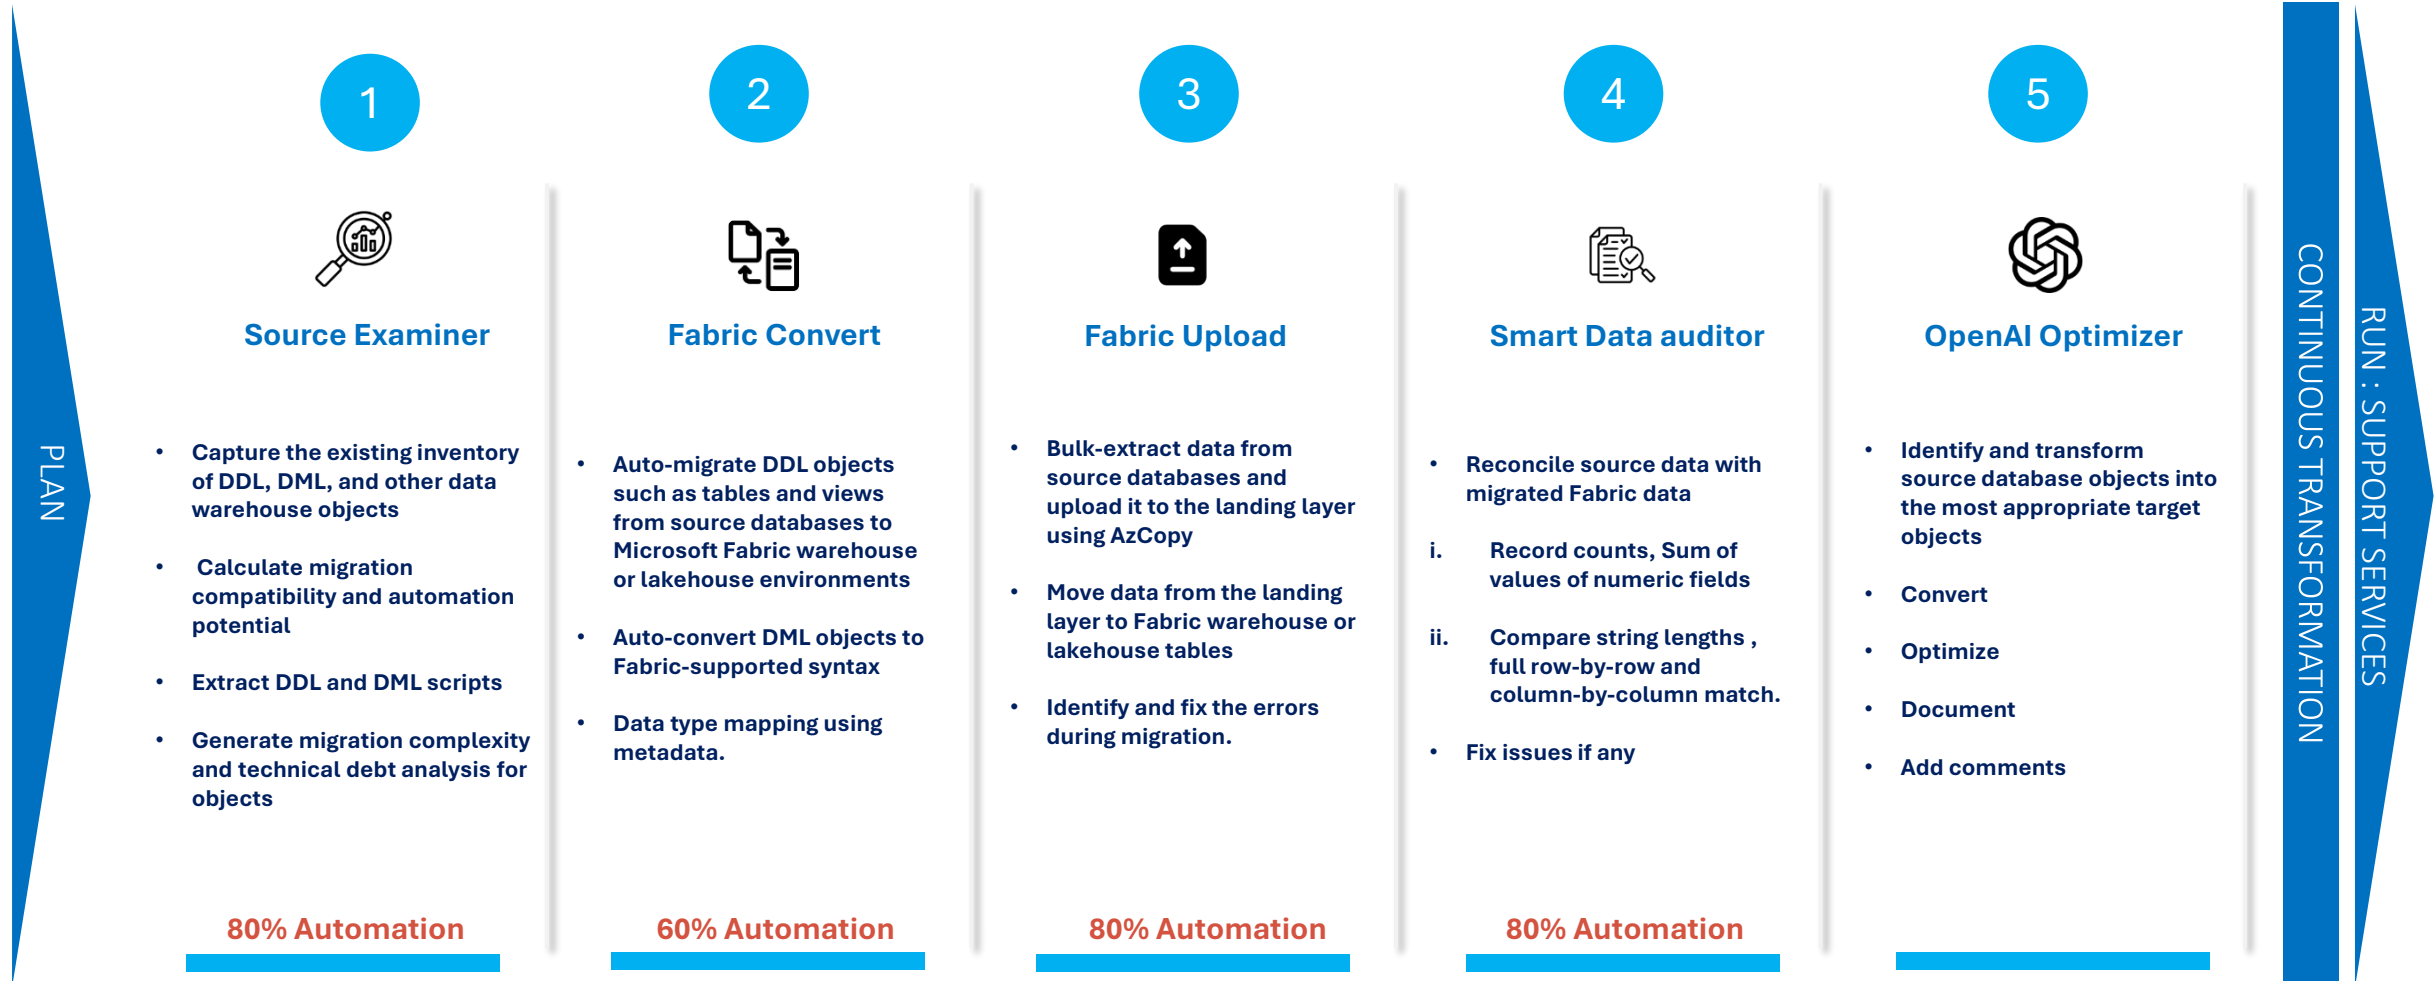 PLAN
1
Source Examiner
• Capture the existing inventory
of DDL, DML, and other data
warehouse objects
• Calculate migration
compatibility and automation
potential
• Extract DDL and DML scripts
• Generate migration complexity
and technical debt analysis for
objects
80% Automation
2
Fabric Convert
• Auto-migrate DDL objects
such as tables and views
from source databases to
Microsoft Fabric warehouse
or lakehouse environments
• Auto-convert DML objects to
Fabric-supported syntax
• Data type mapping using
metadata.
60% Automation
3
Fabric Upload
• Bulk-extract data from
source databases and
upload it to the landing layer
using AzCopy
• Move data from the landing
layer to Fabric warehouse or
lakehouse tables
• Identify and fix the errors
during migration.
80% Automation
4
Smart Data auditor
• Reconcile source data with
migrated Fabric data
i. Record counts, Sum of
values of numeric fields
ii. Compare string lengths ,
full row-by-row and
column-by-column match.
• Fix issues if any
80% Automation
5
OpenAI Optimizer
• Identify and transform
source database objects into
the most appropriate target
objects
• Convert
• Optimize
• Document
• Add comments
CONTINUOUS TRANSFORMATION
RUN : SUPPORT SERVICES